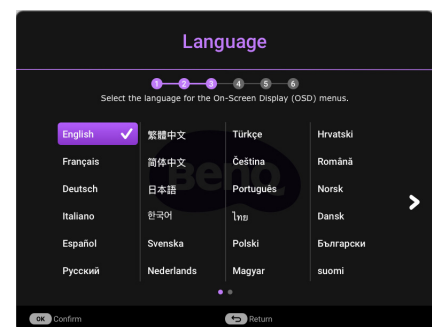 Language
1 2 3 4 5 6
Select the language for the On-Screen Display (OSD) menus.
English 繁體中文 Türkçe Hrvatski
Français 简体中文 Čeština Română
Deutsch 日本語 Português Norsk
Italiano 한국어 ไทย Dansk
Español Svenska Polski Български
Русский Nederlands Magyar suomi
BenQ
OK Confirm Return